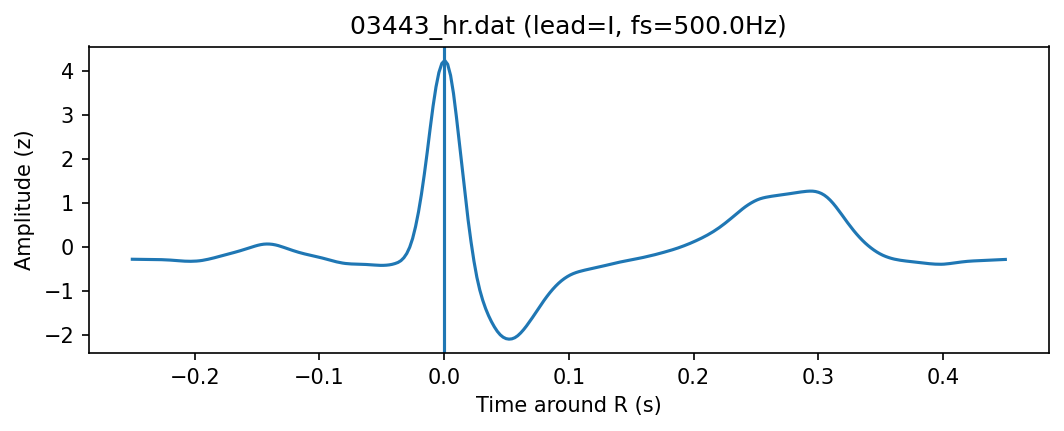 03443_hr.dat (lead=I, fs=500.0Hz)
Amplitude (z)
4
3
2
1
0
−1
−2
−0.2 −0.1 0.0 0.1 0.2 0.3 0.4
Time around R (s)